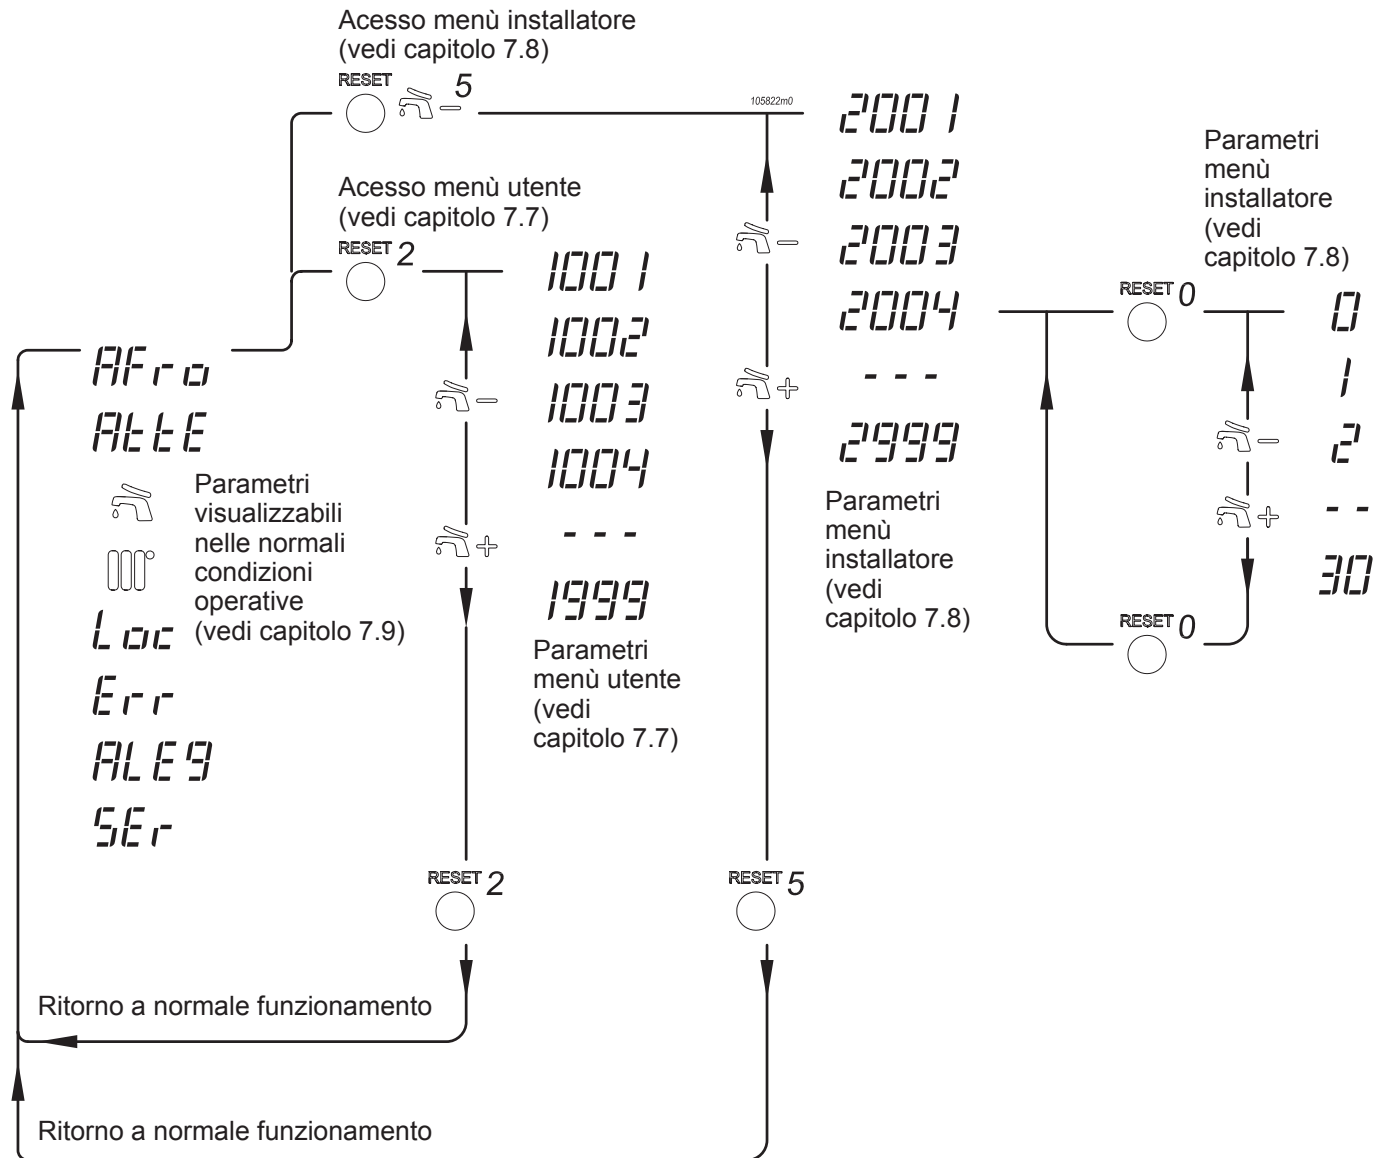 Acesso menù installatore
(vedi capitolo 7.8)
RESET 5
-
105822m0
Acesso menù utente
(vedi capitolo 7.7)
RESET 2
AFro
AttE
Parametri
visualizzabili
nelle normali
condizioni
operative
(vedi capitolo 7.9)
Loc
Err
ALE9
SEr
-
+
1001
1002
1003
1004
- - -
1999
Parametri
menù utente
(vedi
capitolo 7.7)
-
+
2001
2002
2003
2004
- - -
2999
Parametri
menù
installatore
(vedi
capitolo 7.8)
Parametri
menù
installatore
(vedi
capitolo 7.8)
RESET 0
-
+
0
1
2
- -
30
RESET 0
RESET 2
RESET 5
Ritorno a normale funzionamento
Ritorno a normale funzionamento